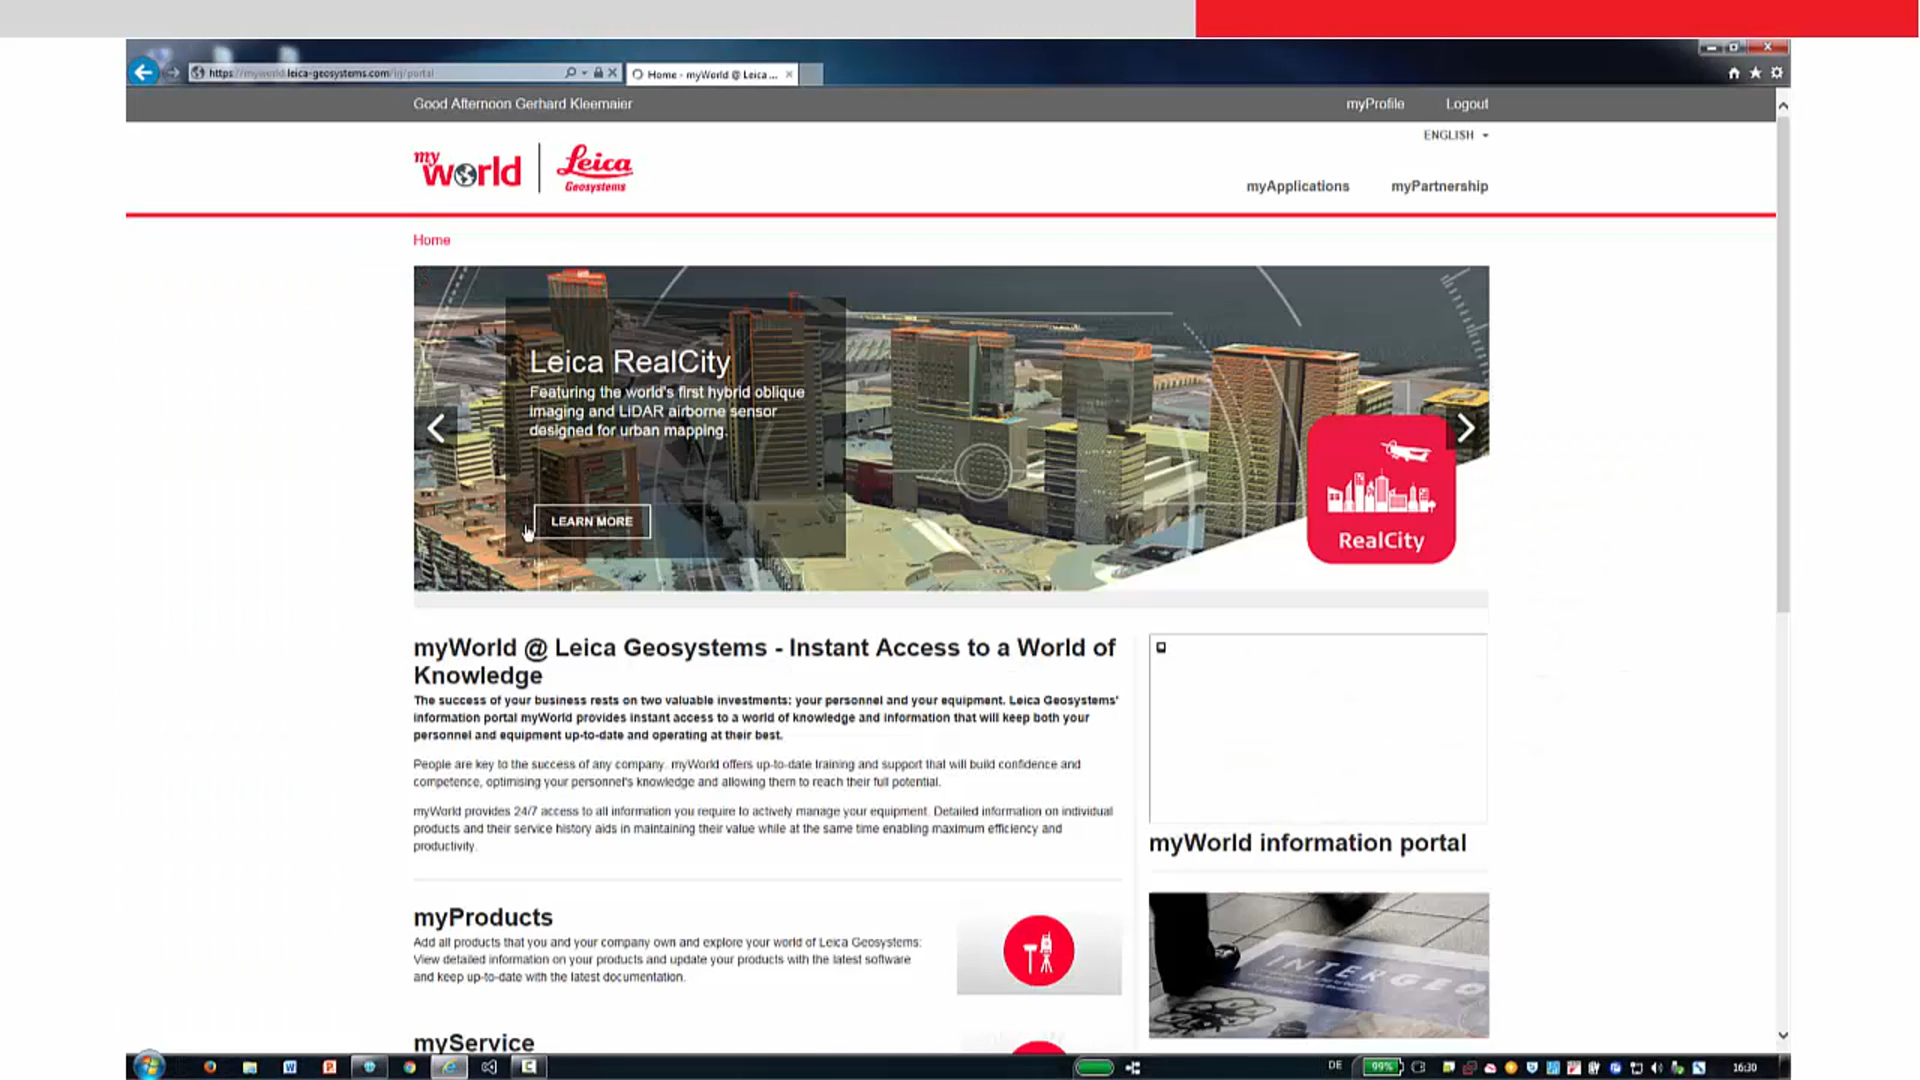 https://myworld.leica-geosystems.com/lg/portal
Home - myWorld @ Leica ...
Good Afternoon Gerhard Kleemaier
myProfile
Logout
ENGLISH
my world
Leica Geosystems
myApplications
myPartnership
Home
Leica RealCity
Featuring the world's first hybrid oblique
imaging and LiDAR airborne sensor
designed for urban mapping.
LEARN MORE
RealCity
myWorld @ Leica Geosystems - Instant Access to a World of
Knowledge
The success of your business rests on two valuable investments: your personnel and your equipment. Leica Geosystems'
information portal myWorld provides instant access to a world of knowledge and information that will keep both your
personnel and equipment up-to-date and operating at their best.
People are key to the success of any company. myWorld offers up-to-date training and support that will build confidence and
competence, optimising your personnel's knowledge and allowing them to reach their full potential.
myWorld provides 24/7 access to all information you require to actively manage your equipment. Detailed information on individual
products and their service history aids in maintaining their value while at the same time enabling maximum efficiency and
productivity.
myWorld information portal
INTERGEO
myProducts
Add all products that you and your company own and explore your world of Leica Geosystems:
View detailed information on your products and update your products with the latest software
and keep up-to-date with the latest documentation.
myService
DE
99%
16:30